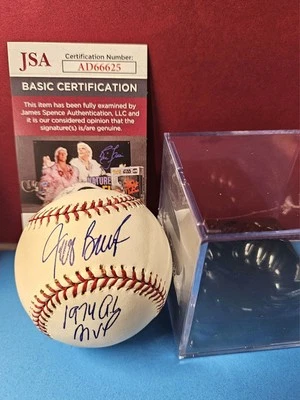 JSA
Certification Number:
AD66625
BASIC CERTIFICATION
This item has been fully examined by
James Spence Authentication, LLC and
it is our considered opinion that the
signature(s) is/are genuine.
1974 AL
MVP